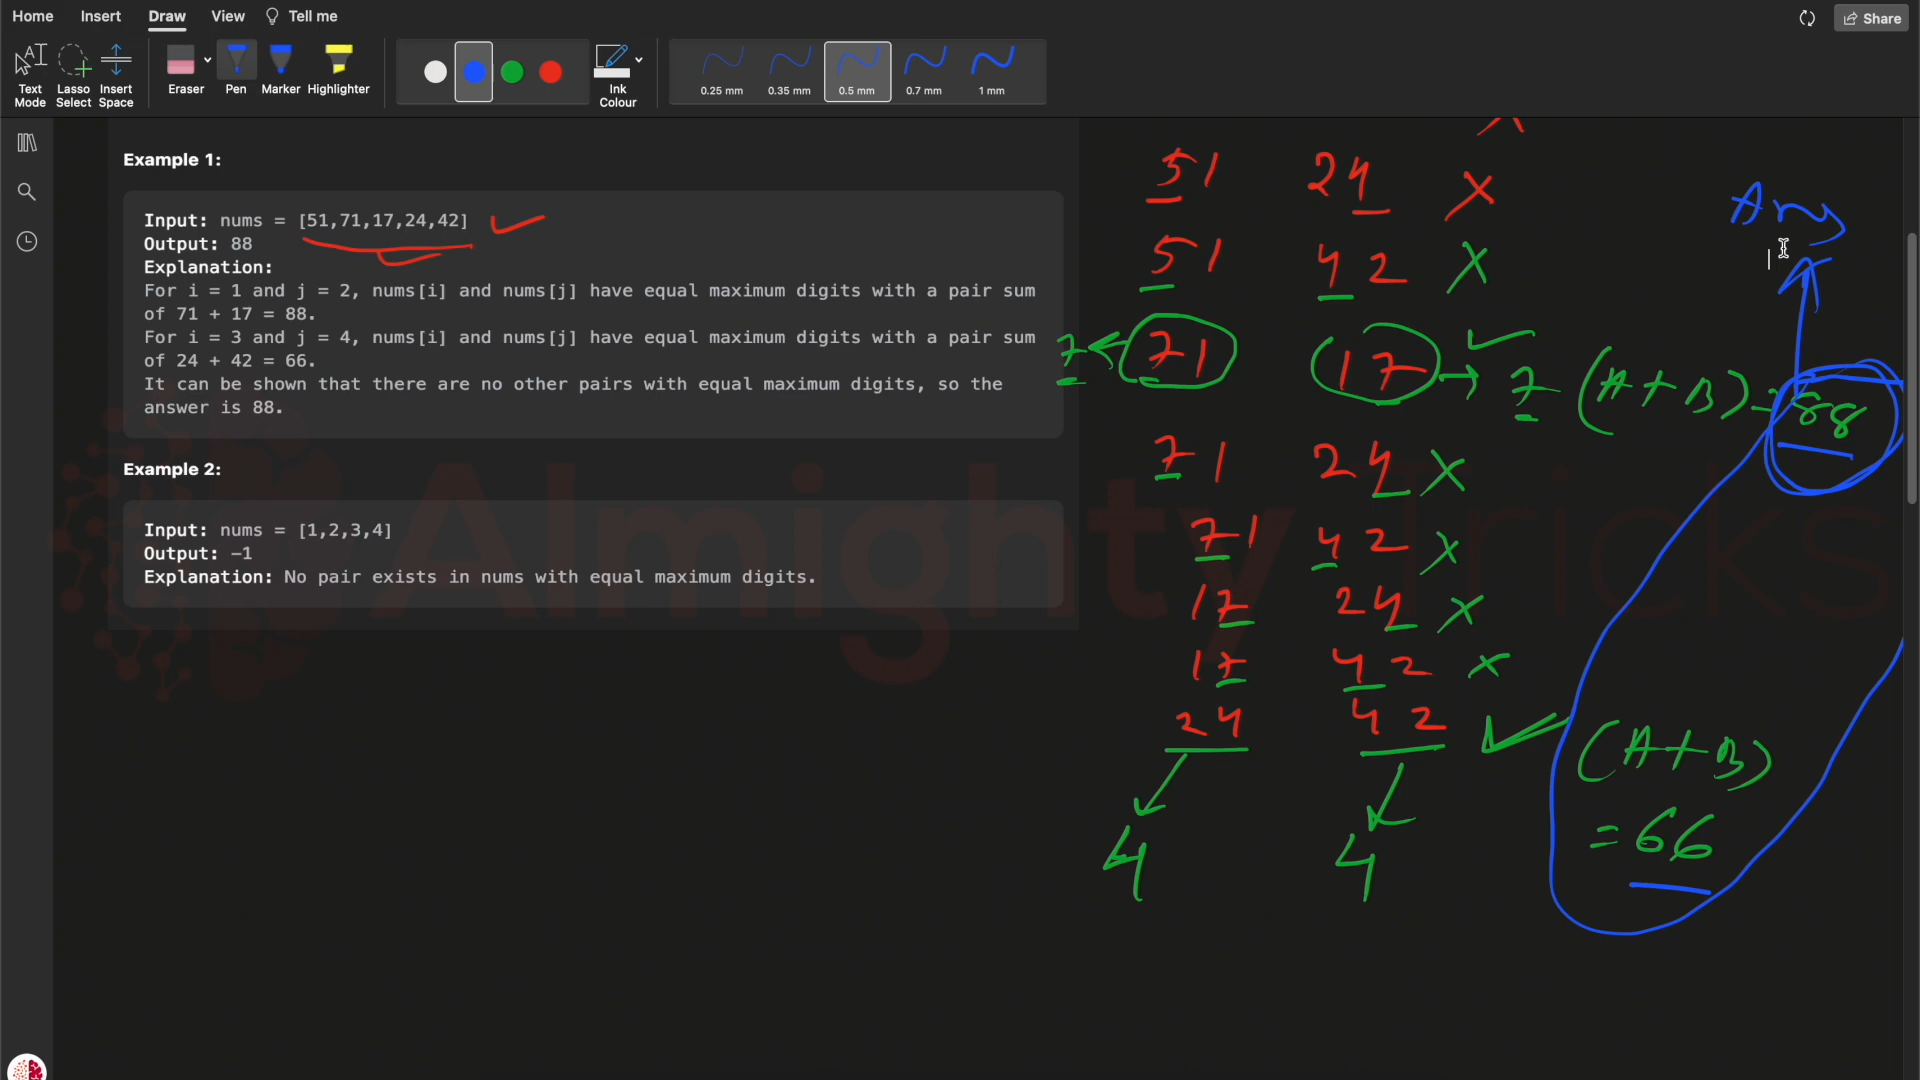 Home Insert Draw View Tell me
Share
Text Mode
Lasso Select
Insert Space
Eraser
Pen
Marker
Highlighter
Ink Colour
0.25 mm
0.35 mm
0.5 mm
0.7 mm
1 mm
Example 1:
Input: nums = [51,71,17,24,42]
Output: 88
Explanation:
For i = 1 and j = 2, nums[i] and nums[j] have equal maximum digits with a pair sum
of 71 + 17 = 88.
For i = 3 and j = 4, nums[i] and nums[j] have equal maximum digits with a pair sum
of 24 + 42 = 66.
It can be shown that there are no other pairs with equal maximum digits, so the
answer is 88.
Example 2:
Input: nums = [1,2,3,4]
Output: -1
Explanation: No pair exists in nums with equal maximum digits.
Almighty Tricks
51 24 X
51 42 X
7 71 17 7 (A+B) = 88
71 24 X
71 42 X
17 24 X
17 42 X
24 42
4 4
(A+B)
= 66
Ans